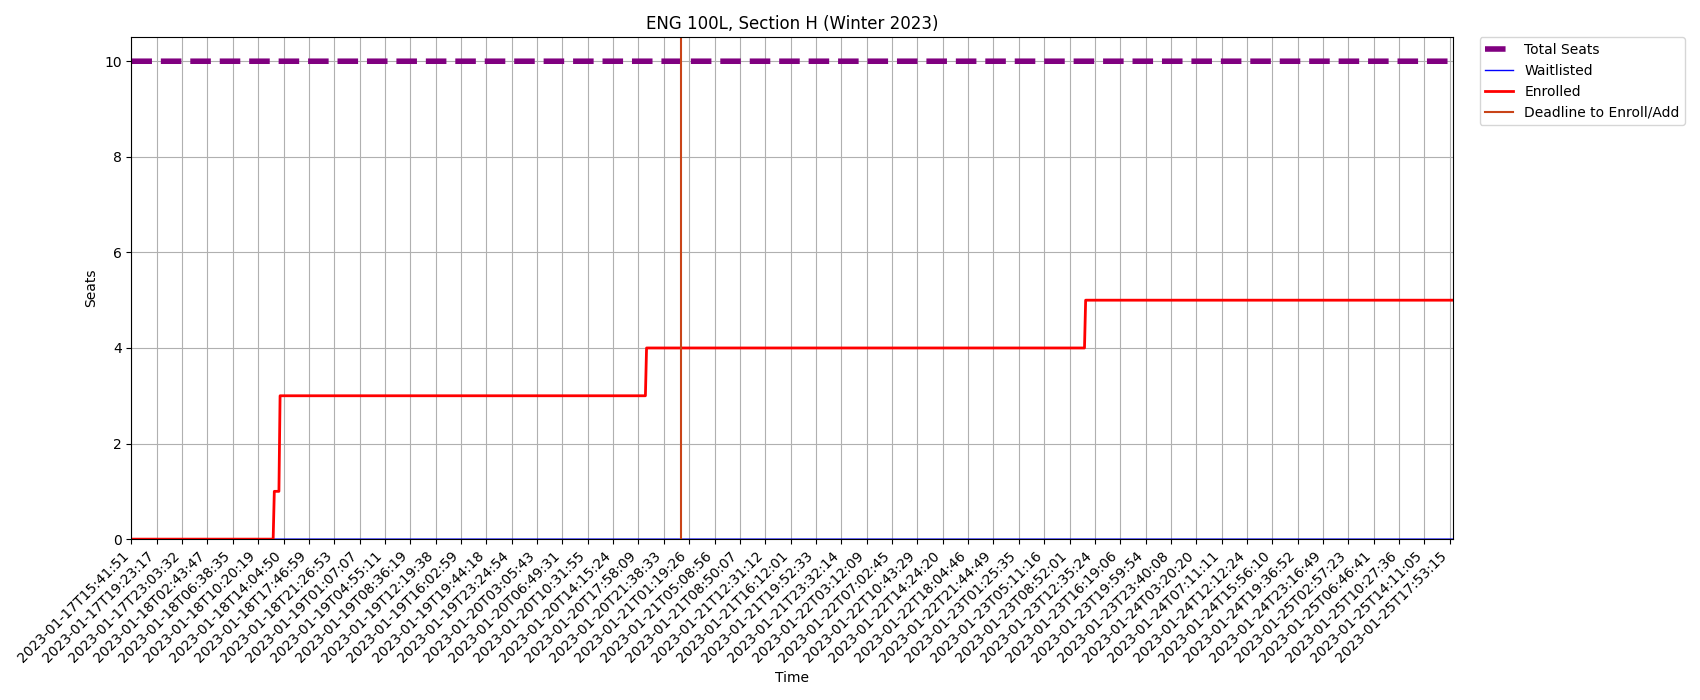 ENG 100L, Section H (Winter 2023)
Total Seats
Waitlisted
Enrolled
Deadline to Enroll/Add
10
8
6
4
2
0
Seats
2023-01-17T15:41:51
2023-01-17T19:23:17
2023-01-17T23:03:32
2023-01-18T02:43:47
2023-01-18T06:38:35
2023-01-18T10:20:19
2023-01-18T14:04:50
2023-01-18T17:46:59
2023-01-18T21:26:53
2023-01-19T01:07:07
2023-01-19T04:55:11
2023-01-19T08:36:19
2023-01-19T12:19:38
2023-01-19T16:02:59
2023-01-19T19:44:18
2023-01-19T23:24:54
2023-01-20T03:05:43
2023-01-20T06:49:31
2023-01-20T10:31:55
2023-01-20T14:15:24
2023-01-20T17:58:09
2023-01-20T21:38:33
2023-01-21T01:19:26
2023-01-21T05:08:56
2023-01-21T08:50:07
2023-01-21T12:31:12
2023-01-21T16:12:01
2023-01-21T19:52:33
2023-01-21T23:32:14
2023-01-22T03:12:09
2023-01-22T07:02:45
2023-01-22T10:43:29
2023-01-22T14:24:20
2023-01-22T18:04:46
2023-01-22T21:44:49
2023-01-23T01:25:35
2023-01-23T05:11:16
2023-01-23T08:52:01
2023-01-23T12:35:24
2023-01-23T16:19:06
2023-01-23T19:59:54
2023-01-23T23:40:08
2023-01-24T03:20:20
2023-01-24T07:11:11
2023-01-24T12:12:24
2023-01-24T15:56:10
2023-01-24T19:36:52
2023-01-24T23:16:49
2023-01-25T02:57:23
2023-01-25T06:46:41
2023-01-25T10:27:36
2023-01-25T14:11:05
2023-01-25T17:53:15
Time